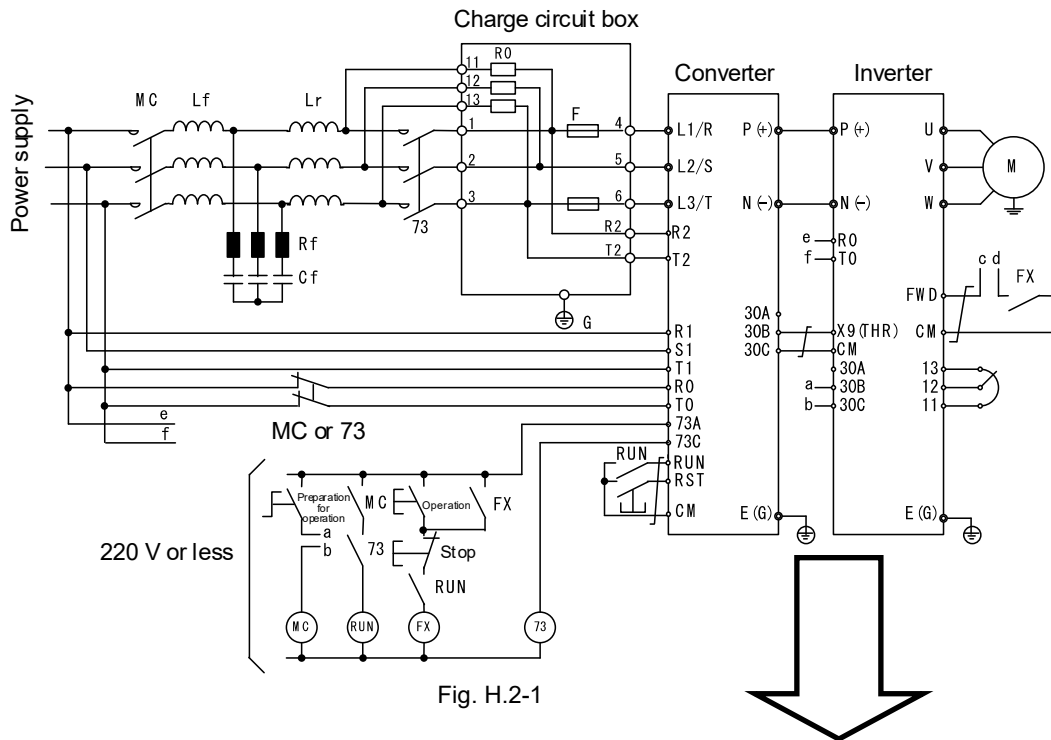 Charge circuit box
Power supply
MC
Lf
Lr
11
R0
12
13
1
F
4
2
5
3
6
73
R2
T2
Rf
Cf
G
Converter
Inverter
L1/R
P(+)
P(+)
U
M
L2/S
V
L3/T
N(-)
N(-)
W
R2
e
R0
T2
f
T0
c d
FX
FWD
30A
R1
30B
X9(THR)
CM
S1
30C
CM
T1
30A
13
R0
a
30B
12
T0
b
30C
11
e
f
MC or 73
73A
73C
RUN
RUN
RST
CM
E(G)
E(G)
220 V or less
Preparation
for
operation
a
b
MC
73
Operation
FX
Stop
RUN
MC
RUN
FX
73
Fig. H.2-1